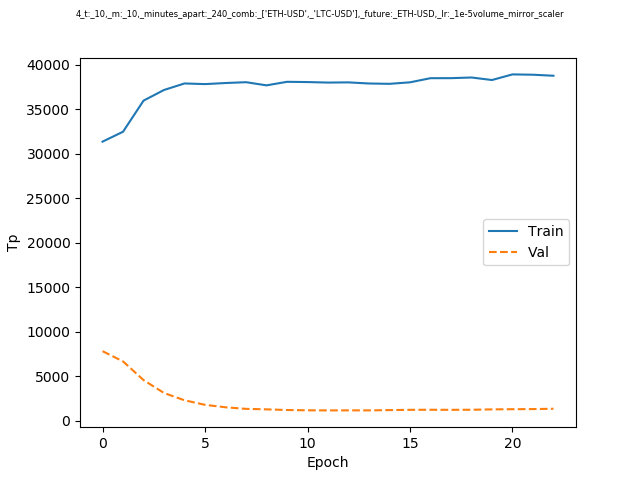 4_t:_10,_m:_10,_minutes_apart:_240_comb:_['ETH-USD',_'LTC-USD'],_future:_ETH-USD,_lr:_1e-5volume_mirror_scaler
40000
35000
30000
25000
20000
15000
10000
5000
0
Tp
Train
Val
0 5 10 15 20
Epoch